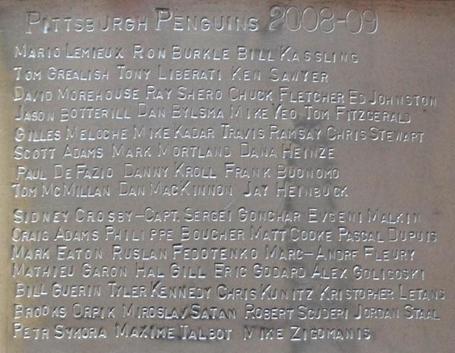 PITTSBURGH PENGUINS 2008-09
MARIO LEMIEUX RON BURKLE BILL KASSLING
TOM GREALISH TONY LIBERATI KEN SAWYER
DAVID MOREHOUSE RAY SHERO CHUCK FLETCHER ED JOHNSTON
JASON BOTTERILL DAN BYLSMA MIKE YEO TOM FITZGERALD
GILLES MELOCHE MIKE KADAR TRAVIS RAMSAY CHRIS STEWART
SCOTT ADAMS MARK MORTLAND DANA HEINZE
PAUL DE FAZIO DANNY KROLL FRANK BUONOMO
TOM MCMILLAN DAN MACKINNON JAY HEINBUCK
SIDNEY CROSBY-CAPT. SERGEI GONCHAR EVGENI MALKIN
CRAIG ADAMS PHILIPPE BOUCHER MATT COOKE PASCAL DUPUIS
MARK EATON RUSLAN FEDOTENKO MARC-ANDRE FLEURY
MATHIEU GARON HAL GILL ERIC GODARD ALEX GOLIGOSKI
BILL GUERIN TYLER KENNEDY CHRIS KUNITZ KRISTOPHER LETANG
BROOKS ORPIK MIROSLAV SATAN ROBERT SCUDERI JORDAN STAAL
PETR SYKORA MAXIME TALBOT MIKE ZIGOMANIS